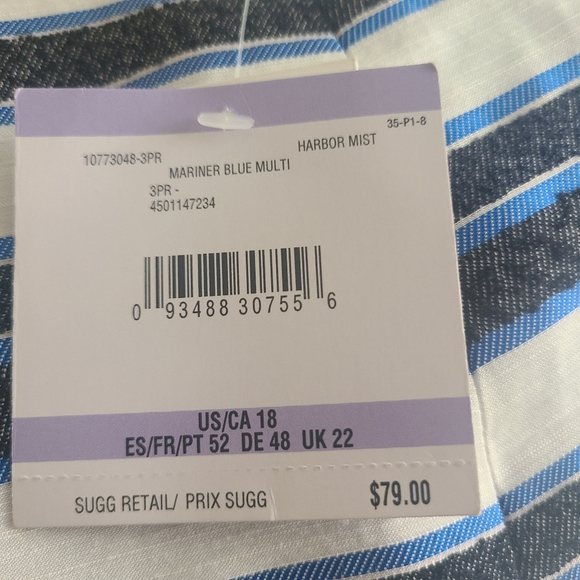 35-P1-8
10773048-3PR HARBOR MIST
MARINER BLUE MULTI
3PR -
4501147234
0 93488 30755 6
US/CA 18
ES/FR/PT 52 DE 48 UK 22
SUGG RETAIL/ PRIX SUGG $79.00